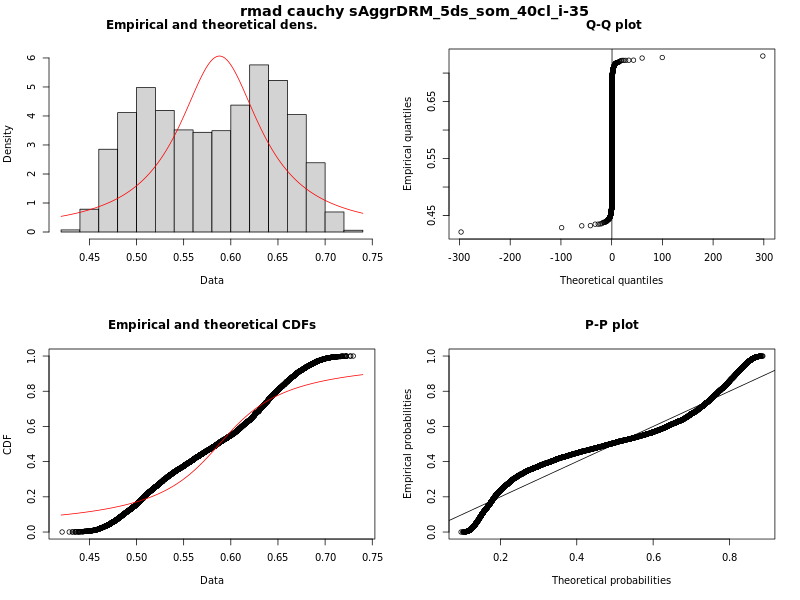 rmad cauchy sAggrDRM_5ds_som_40cl_i-35
Empirical and theoretical dens.
Density
0 1 2 3 4 5 6
0.45 0.50 0.55 0.60 0.65 0.70 0.75
Data
Q-Q plot
Empirical quantiles
0.45 0.55 0.65
-300 -200 -100 0 100 200 300
Theoretical quantiles
Empirical and theoretical CDFs
CDF
0.0 0.2 0.4 0.6 0.8 1.0
0.45 0.50 0.55 0.60 0.65 0.70 0.75
Data
P-P plot
Empirical probabilities
0.0 0.2 0.4 0.6 0.8 1.0
0.2 0.4 0.6 0.8
Theoretical probabilities